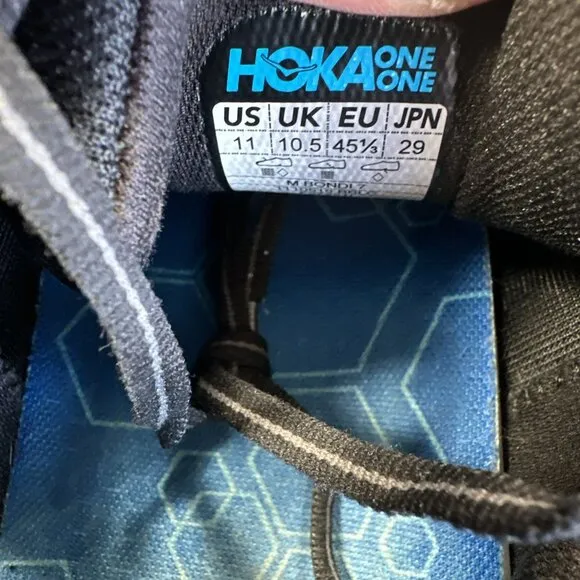 HOKA ONE ONE
US UK EU JPN
11 10.5 45⅓ 29
M BONDI 7